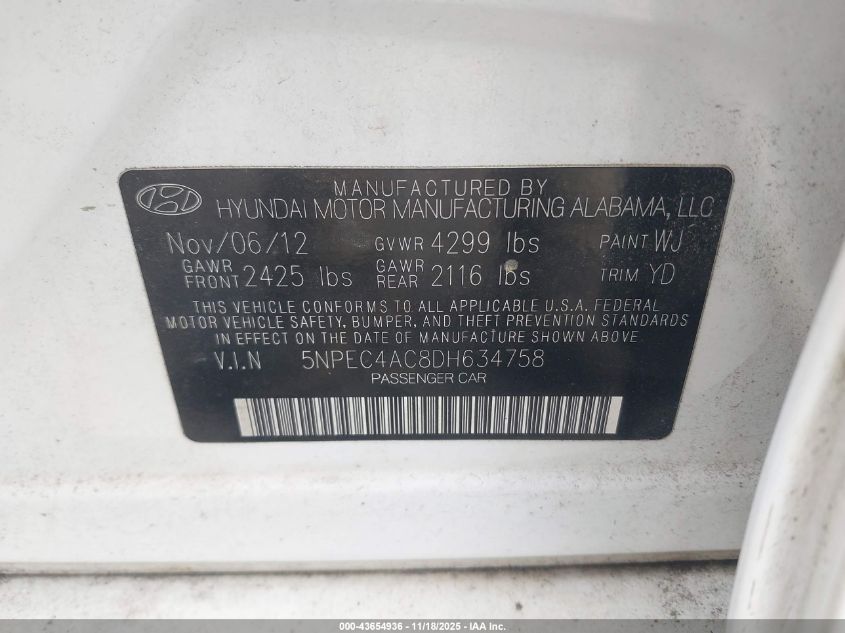 MANUFACTURED BY
HYUNDAI MOTOR MANUFACTURING ALABAMA, LLC
Nov/06/12 GVWR 4299 lbs PAINT WJ
GAWR FRONT 2425 lbs GAWR REAR 2116 lbs TRIM YD
THIS VEHICLE CONFORMS TO ALL APPLICABLE U.S.A. FEDERAL
MOTOR VEHICLE SAFETY, BUMPER, AND THEFT PREVENTION STANDARDS
IN EFFECT ON THE DATE OF MANUFACTURE SHOWN ABOVE.
V.I.N 5NPEC4AC8DH634758
PASSENGER CAR
000-43654936 - 11/18/2025 - IAA Inc.